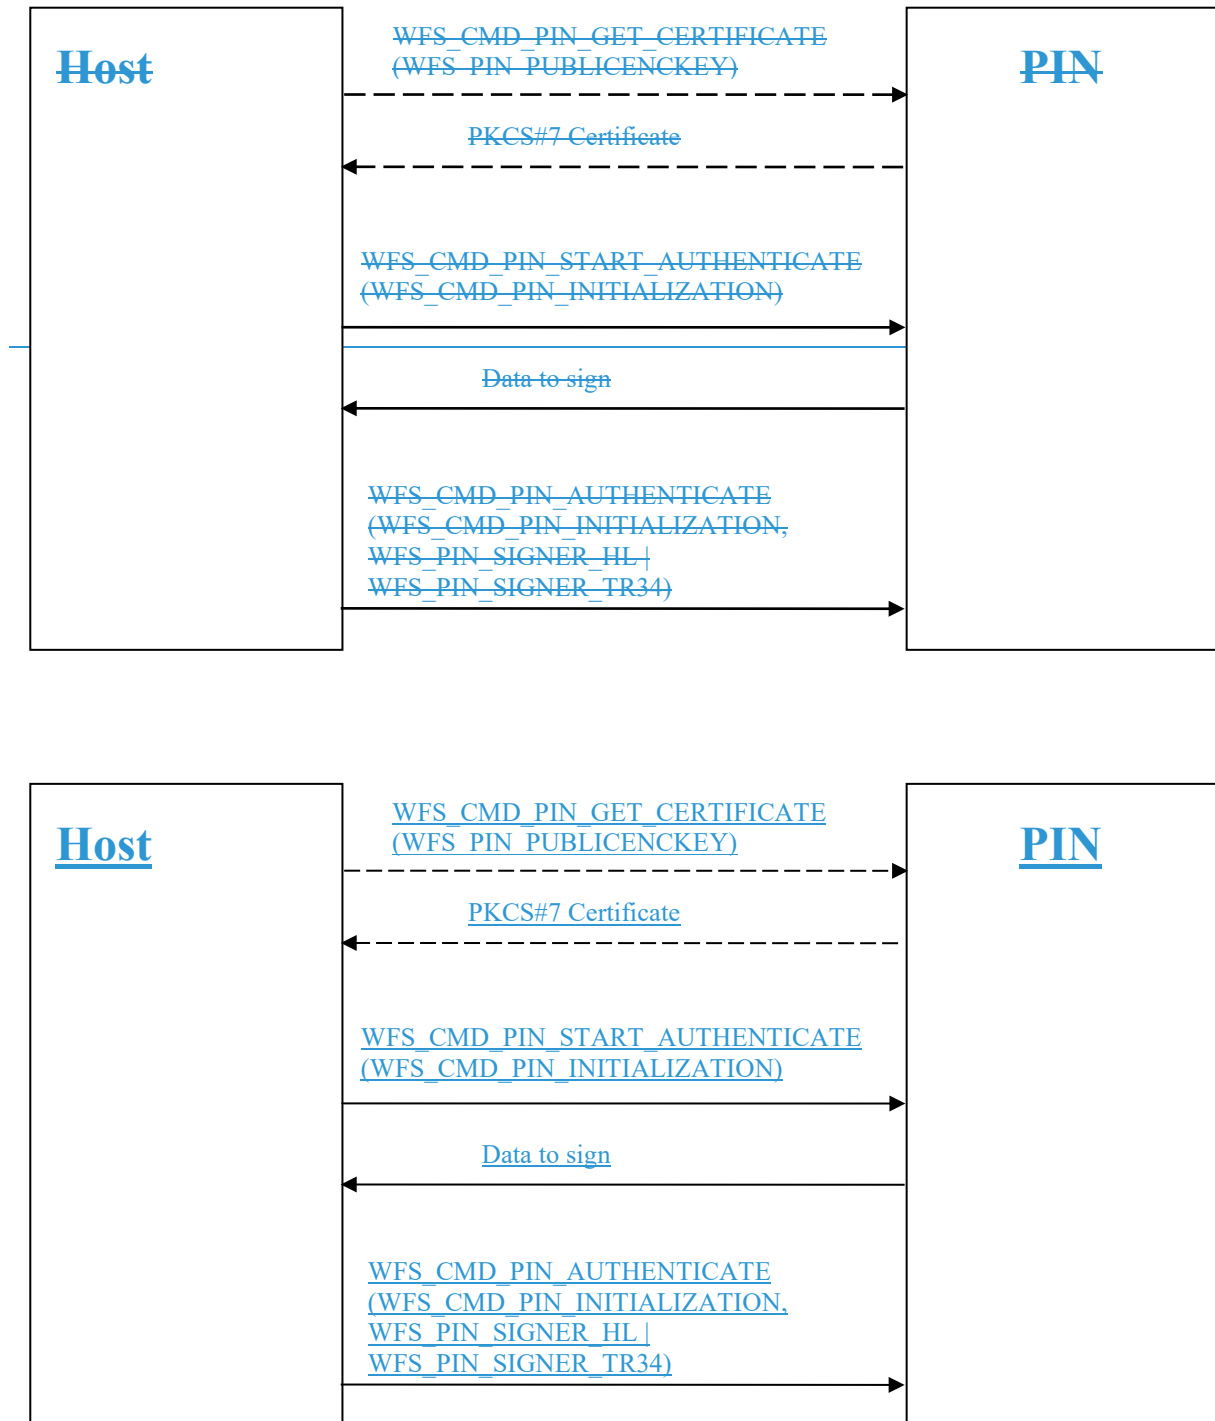 Host
WFS_CMD_PIN_GET_CERTIFICATE
(WFS_PIN_PUBLICENCKEY)
PIN
PKCS#7 Certificate
WFS_CMD_PIN_START_AUTHENTICATE
(WFS_CMD_PIN_INITIALIZATION)
Data to sign
WFS_CMD_PIN_AUTHENTICATE
(WFS_CMD_PIN_INITIALIZATION,
WFS_PIN_SIGNER_HL |
WFS_PIN_SIGNER_TR34)
Host
WFS_CMD_PIN_GET_CERTIFICATE
(WFS_PIN_PUBLICENCKEY)
PIN
PKCS#7 Certificate
WFS_CMD_PIN_START_AUTHENTICATE
(WFS_CMD_PIN_INITIALIZATION)
Data to sign
WFS_CMD_PIN_AUTHENTICATE
(WFS_CMD_PIN_INITIALIZATION,
WFS_PIN_SIGNER_HL |
WFS_PIN_SIGNER_TR34)